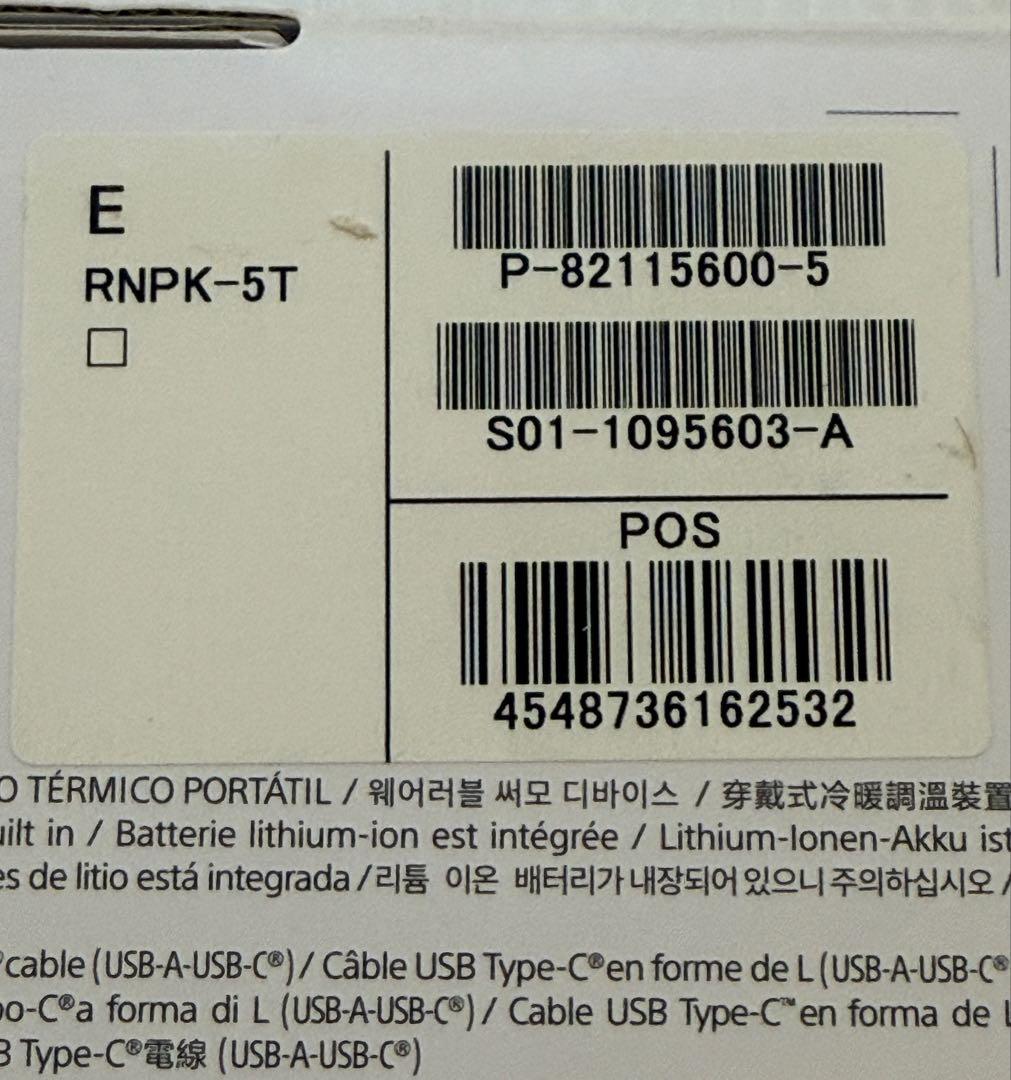 E
RNPK-5T
P-82115600-5
S01-1095603-A
POS
4548736162532
O TÉRMICO PORTÁTIL / 웨어러블 써모 디바이스 / 穿戴式冷暖調溫裝置
uilt in / Batterie lithium-ion est intégrée / Lithium-Ionen-Akku ist
es de litio está integrada / 리튬 이온 배터리가 내장되어 있으니 주의하십시오 /
cable (USB-A-USB-C®) / Câble USB Type-C® en forme de L (USB-A-USB-C®
po-C® a forma di L (USB-A-USB-C®) / Cable USB Type-C™ en forma de L
B Type-C® 電線 (USB-A-USB-C®)